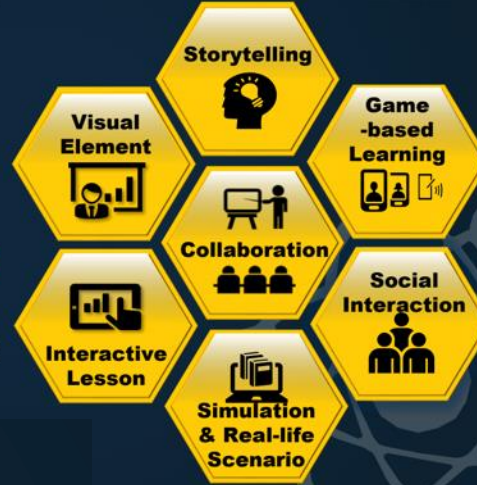 Storytelling
Visual
Element
Game
-based
Learning
Collaboration
Interactive
Lesson
Social
Interaction
Simulation
& Real-life
Scenario